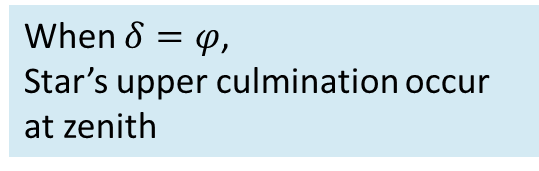 When δ = φ,
Star's upper culmination occur
at zenith